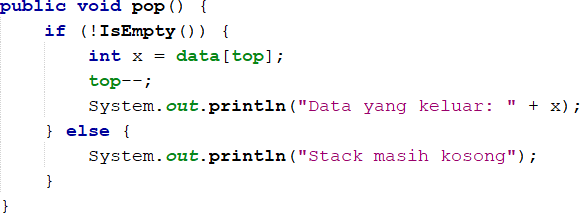 public void pop() {
    if (!IsEmpty()) {
        int x = data[top];
        top--;
        System.out.println("Data yang keluar: " + x);
    } else {
        System.out.println("Stack masih kosong");
    }
}